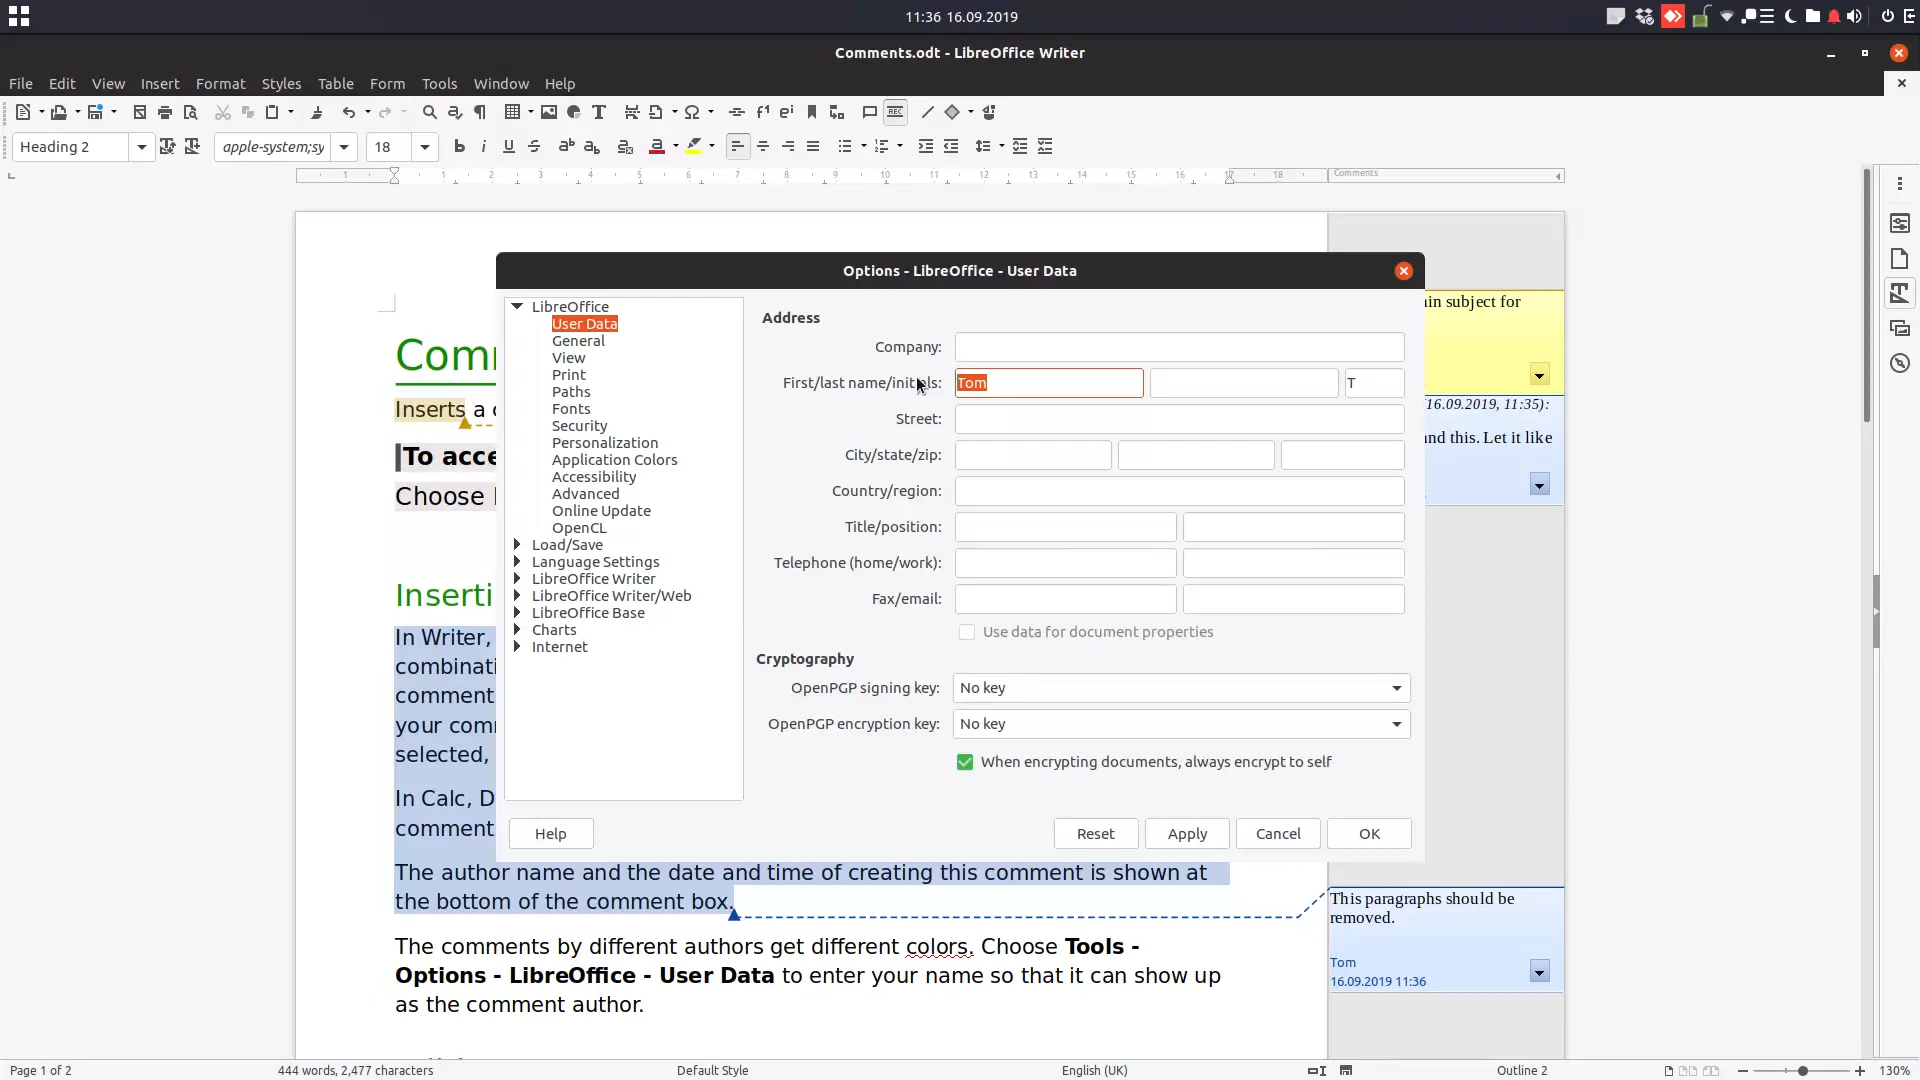 11:36 16.09.2019
Comments.odt - LibreOffice Writer
File Edit View Insert Format Styles Table Form Tools Window Help
Heading 2
apple-system;sy
18
Comments
Options - LibreOffice - User Data
LibreOffice
User Data
General
View
Print
Paths
Fonts
Security
Personalization
Application Colors
Accessibility
Advanced
Online Update
OpenCL
Load/Save
Language Settings
LibreOffice Writer
LibreOffice Writer/Web
LibreOffice Base
Charts
Internet
Address
Company:
First/last name/initials: Tom T
Street:
City/state/zip:
Country/region:
Title/position:
Telephone (home/work):
Fax/email:
Use data for document properties
Cryptography
OpenPGP signing key: No key
OpenPGP encryption key: No key
When encrypting documents, always encrypt to self
Help Reset Apply Cancel OK
Inserts a
To acce
Choose
Inserti
In Writer,
combinati
comment
your com
selected,
In Calc, D
comment
The author name and the date and time of creating this comment is shown at
the bottom of the comment box.
The comments by different authors get different colors. Choose Tools -
Options - LibreOffice - User Data to enter your name so that it can show up
as the comment author.
in subject for
(16.09.2019, 11:35):
nd this. Let it like
This paragraphs should be
removed.
Tom
16.09.2019 11:36
Page 1 of 2
444 words, 2,477 characters
Default Style
English (UK)
Outline 2
130%